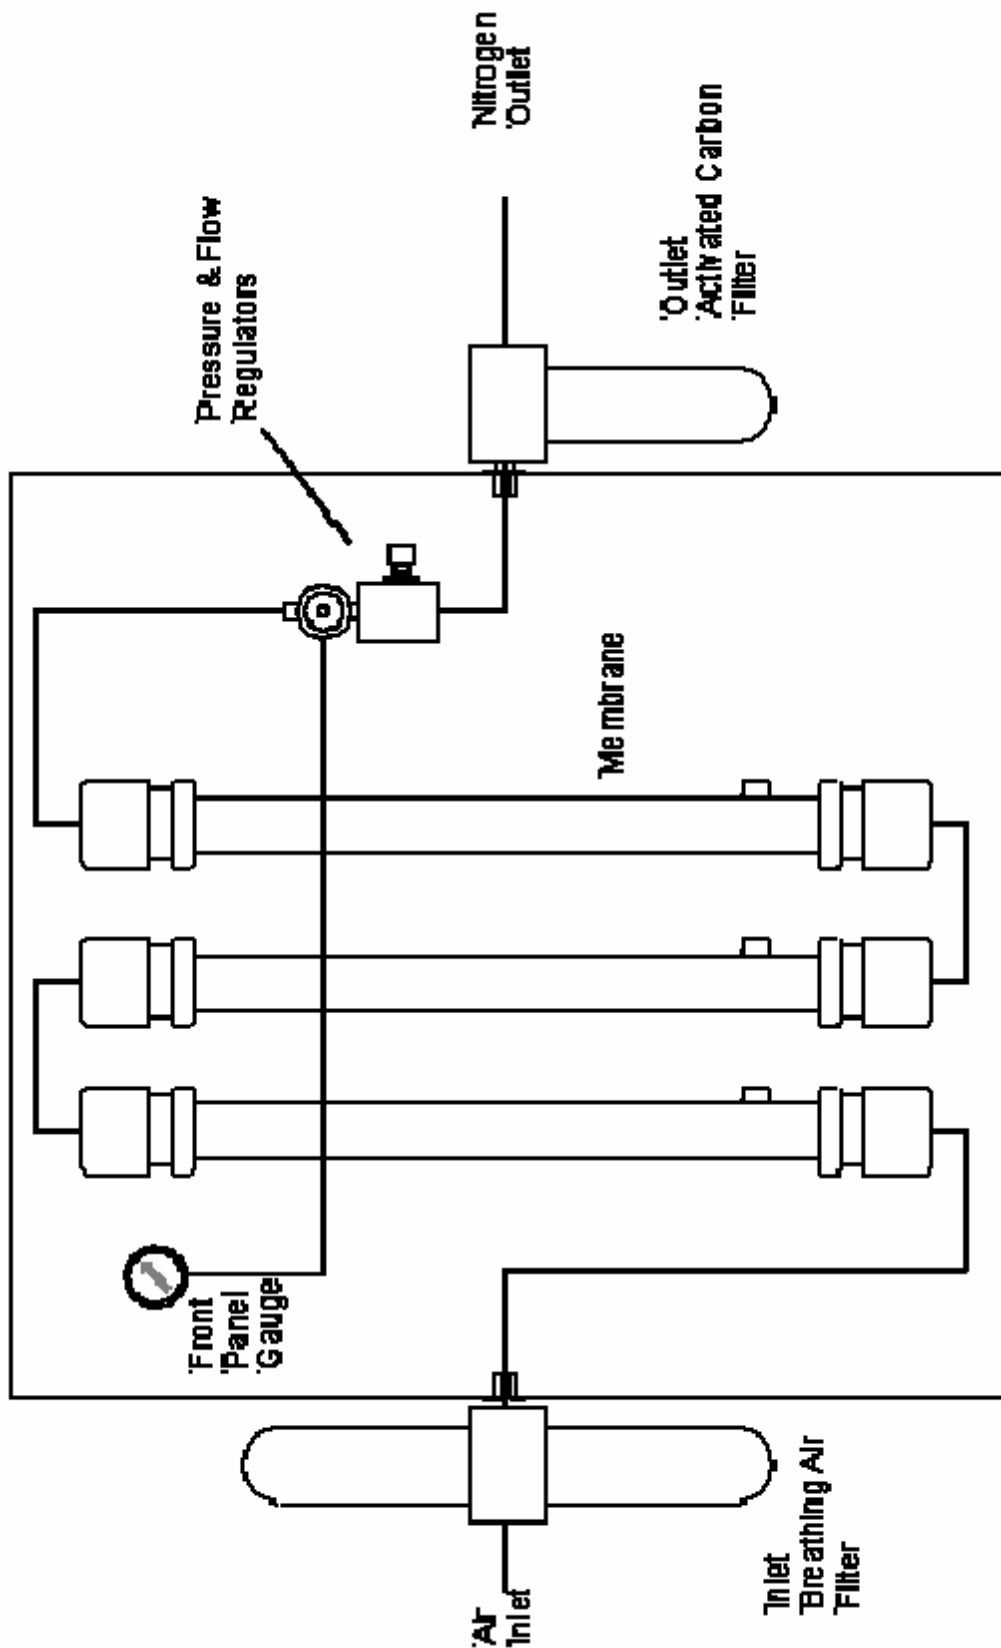 Air
Inlet
Inlet
Breathing Air
Filter
Front
Panel
Gauge
Membrane
Pressure & Flow
Regulators
Outlet
Activated Carbon
Filter
Nitrogen
Outlet